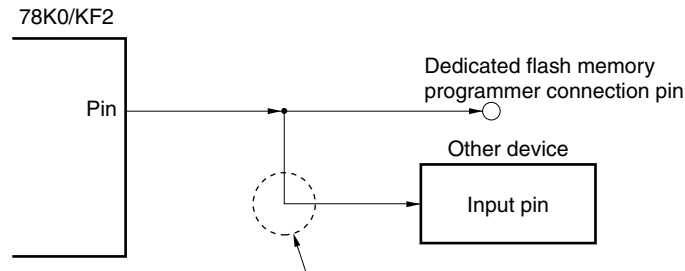 78K0/KF2
Pin
Dedicated flash memory
programmer connection pin
Other device
Input pin